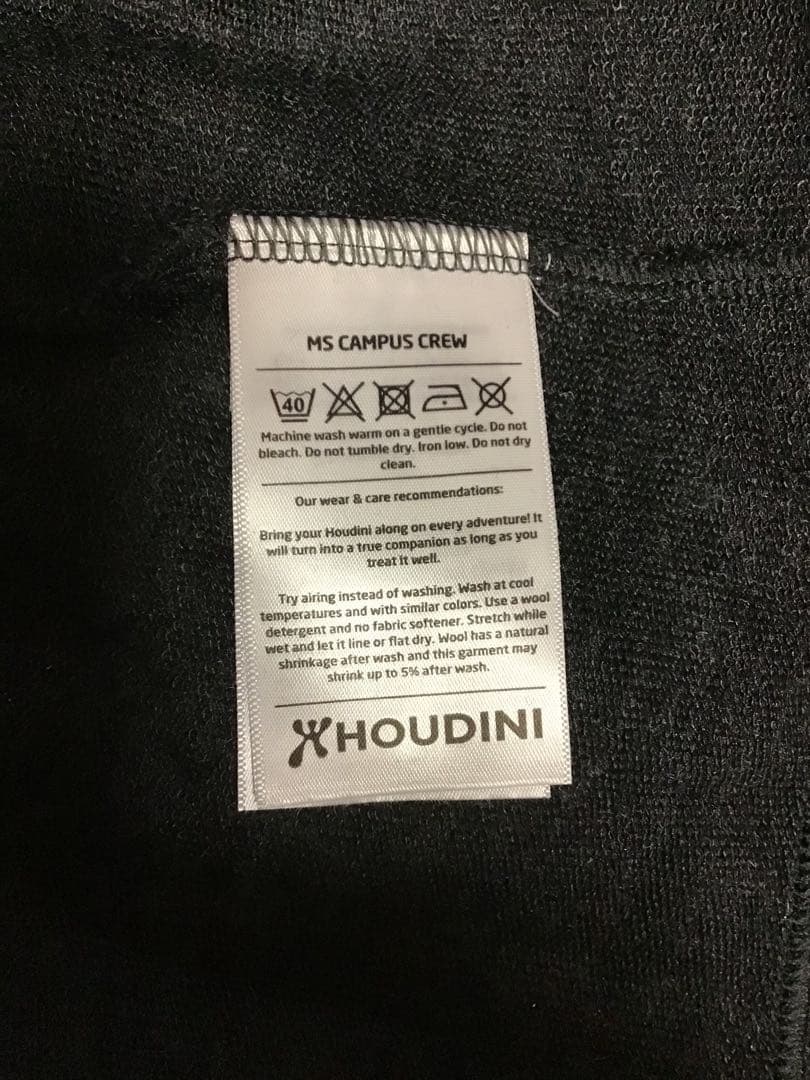 MS CAMPUS CREW
40
Machine wash warm on a gentle cycle. Do not
bleach. Do not tumble dry. Iron low. Do not dry
clean.
Our wear & care recommendations:
Bring your Houdini along on every adventure! It
will turn into a true companion as long as you
treat it well.
Try airing instead of washing. Wash at cool
temperatures and with similar colors. Use a wool
detergent and no fabric softener. Stretch while
wet and let it line or flat dry. Wool has a natural
shrinkage after wash and this garment may
shrink up to 5% after wash.
HOUDINI